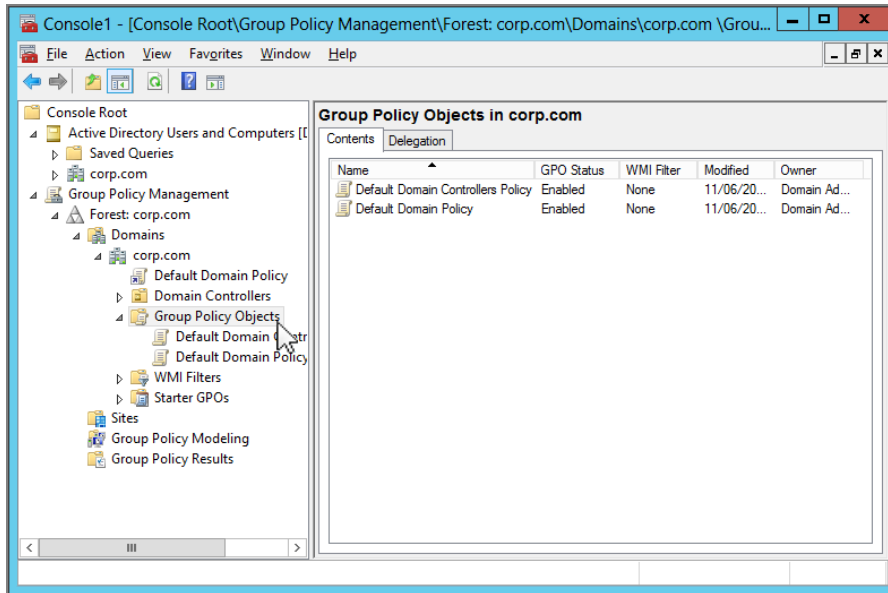 Console1 - [Console Root\Group Policy Management\Forest: corp.com\Domains\corp.com \Grou...
File Action View Favorites Window Help
Console Root
Active Directory Users and Computers [D
Saved Queries
corp.com
Group Policy Management
Forest: corp.com
Domains
corp.com
Default Domain Policy
Domain Controllers
Group Policy Objects
Default Domain Contr
Default Domain Policy
WMI Filters
Starter GPOs
Sites
Group Policy Modeling
Group Policy Results
Group Policy Objects in corp.com
Contents Delegation
Name GPO Status WMI Filter Modified Owner
Default Domain Controllers Policy Enabled None 11/06/20... Domain Ad...
Default Domain Policy Enabled None 11/06/20... Domain Ad...